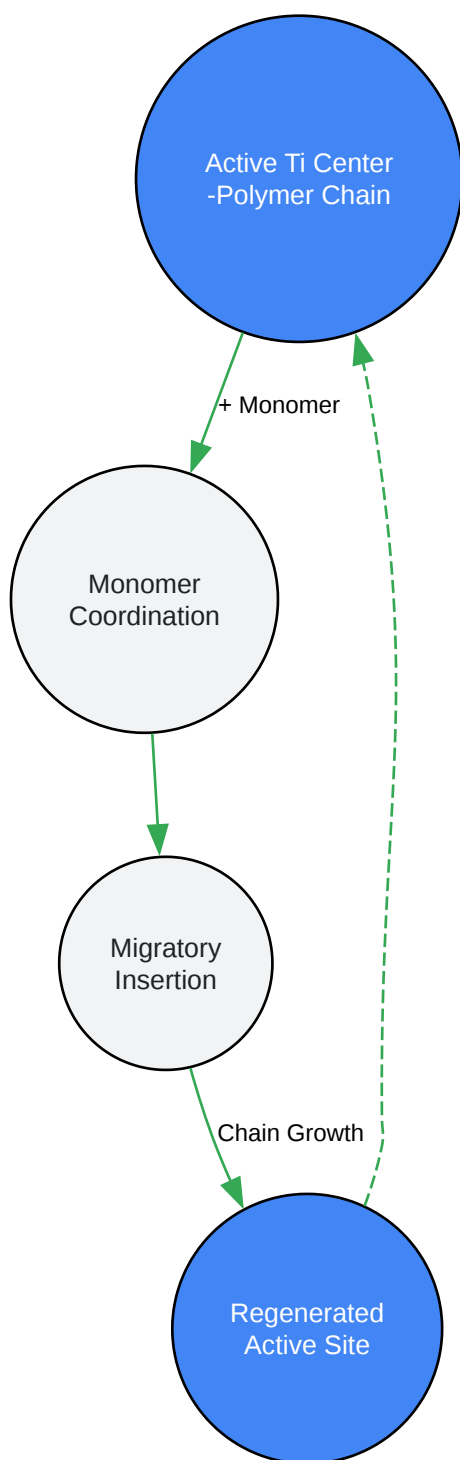 Active Ti Center
-Polymer Chain
+ Monomer
Monomer
Coordination
Migratory
Insertion
Chain Growth
Regenerated
Active Site